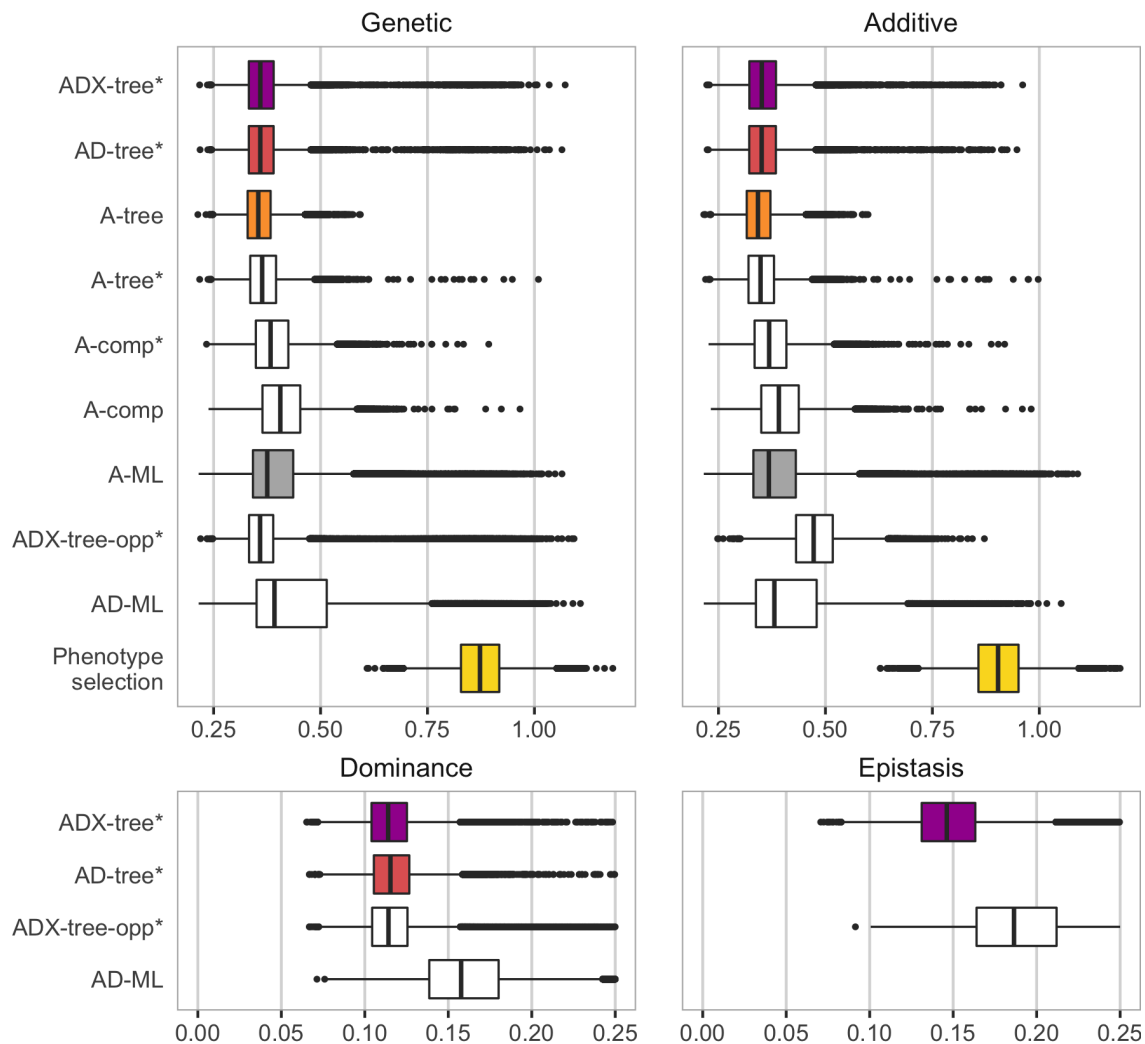 Genetic
Additive
ADX-tree*
AD-tree*
A-tree
A-tree*
A-comp*
A-comp
A-ML
ADX-tree-opp*
AD-ML
Phenotype
selection
0.25 0.50 0.75 1.00
0.25 0.50 0.75 1.00
Dominance
Epistasis
ADX-tree*
AD-tree*
ADX-tree-opp*
AD-ML
0.00 0.05 0.10 0.15 0.20 0.25
0.00 0.05 0.10 0.15 0.20 0.25